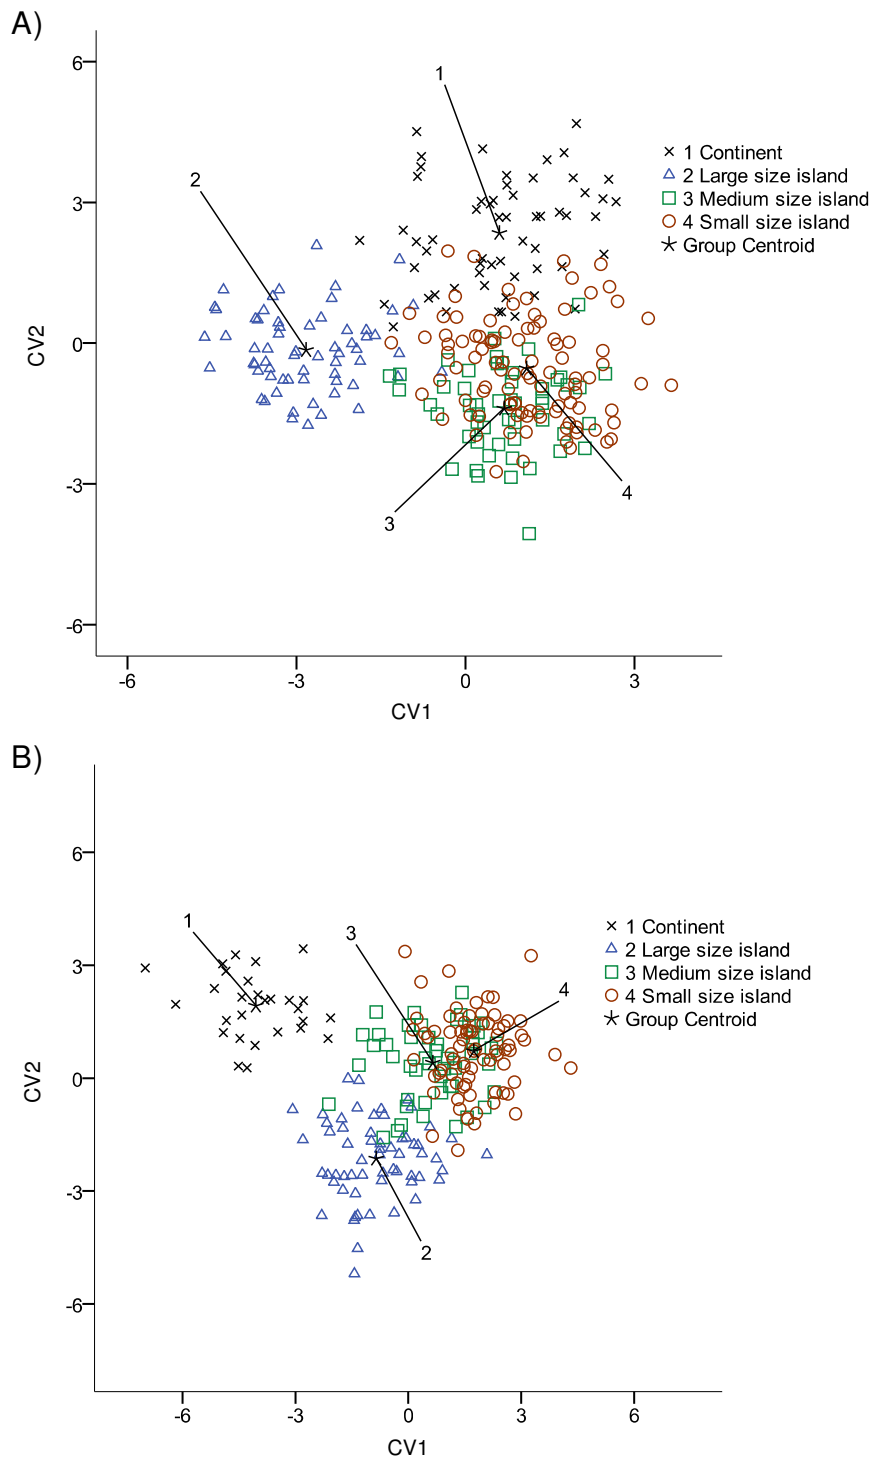 A)
6
3
0
-3
-6
CV2
-6
-3
0
3
CV1
1
2
3
4
1 Continent
2 Large size island
3 Medium size island
4 Small size island
Group Centroid
B)
6
3
0
-3
-6
CV2
-6
-3
0
3
6
CV1
1
3
4
2
1 Continent
2 Large size island
3 Medium size island
4 Small size island
Group Centroid